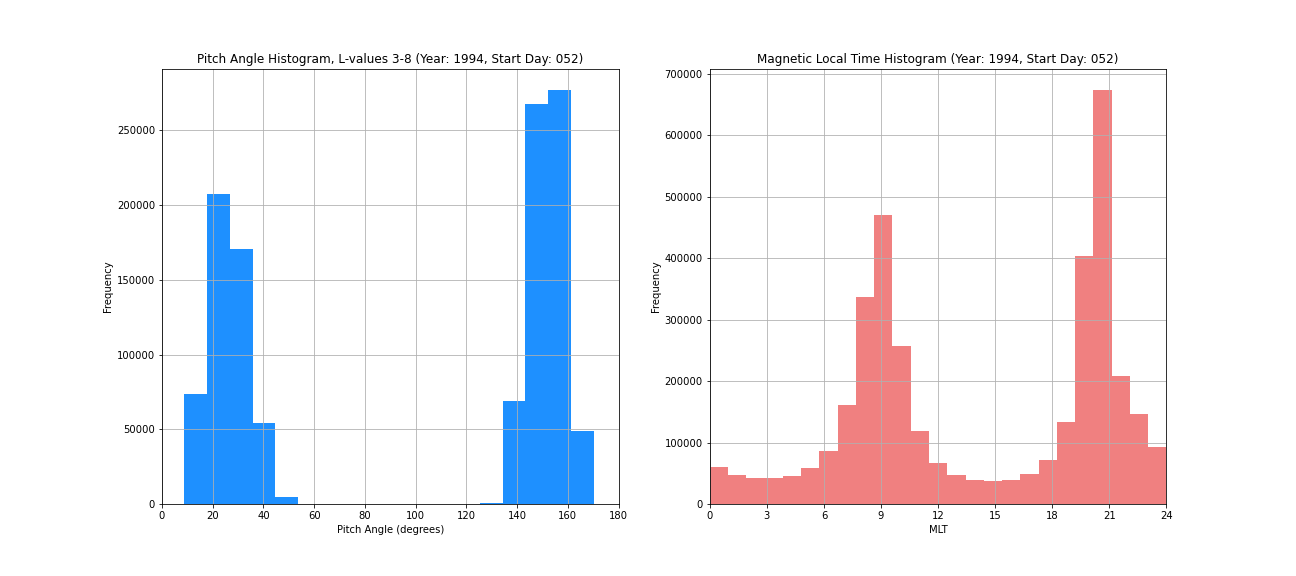 Pitch Angle Histogram, L-values 3-8 (Year: 1994, Start Day: 052)
250000
200000
150000
100000
50000
0
Frequency
0 20 40 60 80 100 120 140 160 180
Pitch Angle (degrees)
Magnetic Local Time Histogram (Year: 1994, Start Day: 052)
700000
600000
500000
400000
300000
200000
100000
0
Frequency
0 3 6 9 12 15 18 21 24
MLT